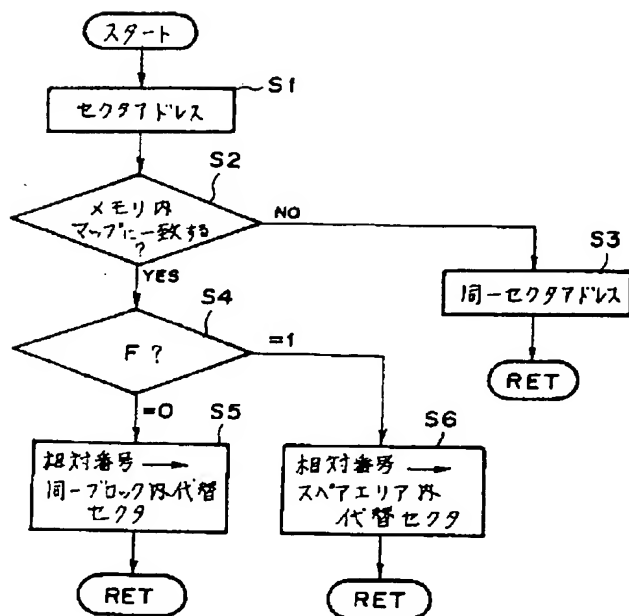 スタート
S1
セクタアドレス
S2
メモリ内
マップに一致する
?
NO
YES
S3
同一セクタアドレス
RET
S4
F?
=1
=0
S5
相対番号 →
同一ブロック内代替
セクタ
RET
S6
相対番号 →
スペアエリア内
代替セクタ
RET